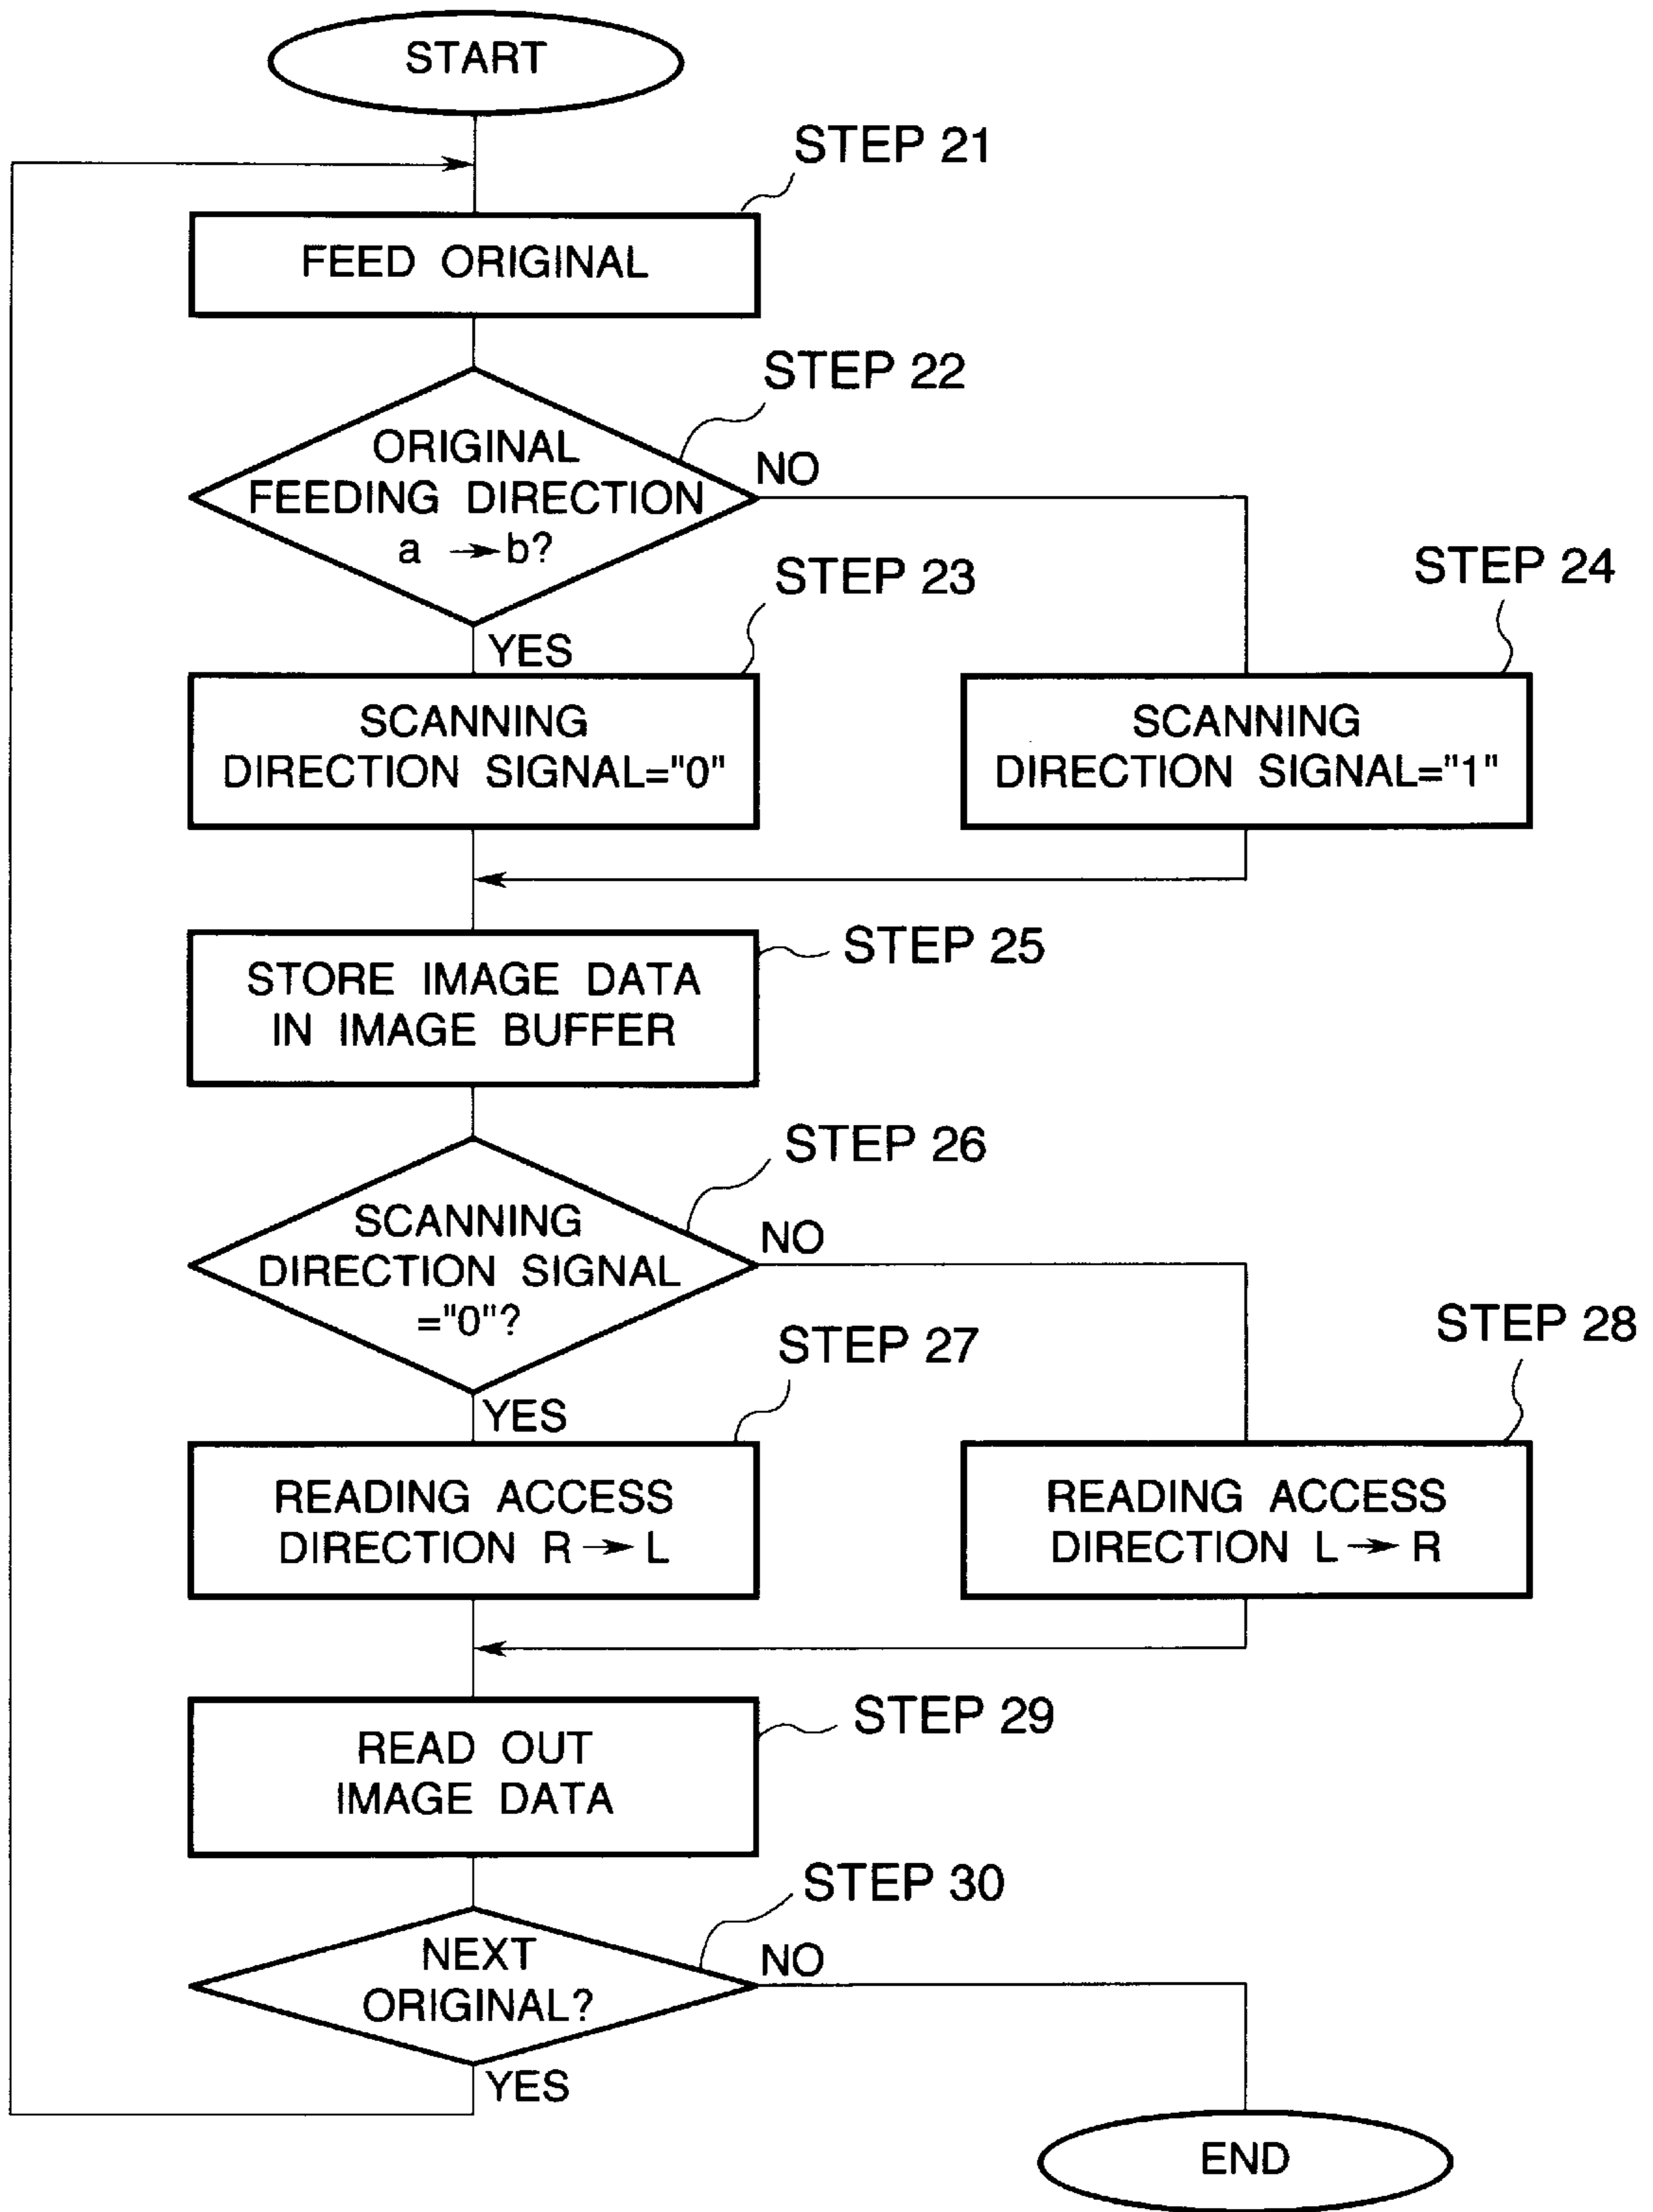 START
STEP 21
FEED ORIGINAL
STEP 22
ORIGINAL
FEEDING DIRECTION
a → b?
NO
STEP 23
STEP 24
YES
SCANNING
DIRECTION SIGNAL="0"
SCANNING
DIRECTION SIGNAL="1"
STEP 25
STORE IMAGE DATA
IN IMAGE BUFFER
STEP 26
SCANNING
DIRECTION SIGNAL
="0"?
NO
STEP 27
STEP 28
YES
READING ACCESS
DIRECTION R → L
READING ACCESS
DIRECTION L → R
STEP 29
READ OUT
IMAGE DATA
STEP 30
NEXT
ORIGINAL?
NO
YES
END